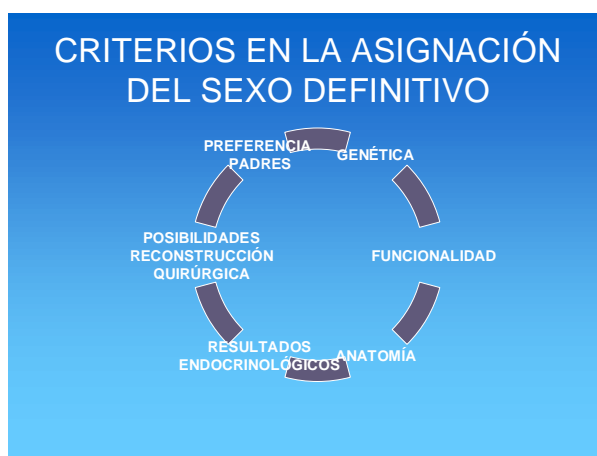 CRITERIOS EN LA ASIGNACIÓN
DEL SEXO DEFINITIVO
PREFERENCIA
PADRES
GENÉTICA
POSIBILIDADES
RECONSTRUCCIÓN
QUIRÚRGICA
FUNCIONALIDAD
RESULTADOS
ENDOCRINOLÓGICOS
ANATOMÍA